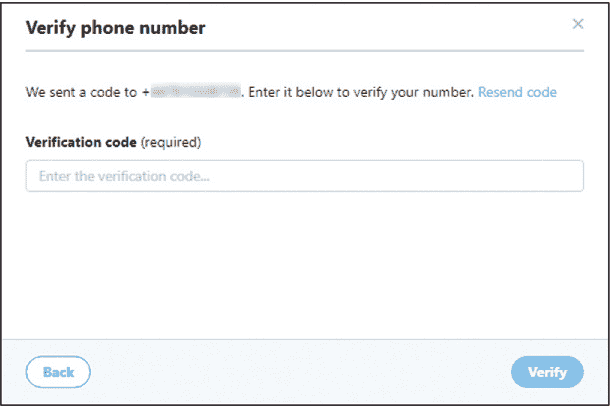 Verify phone number
We sent a code to +. Enter it below to verify your number. Resend code
Verification code (required)
Enter the verification code...
Back
Verify